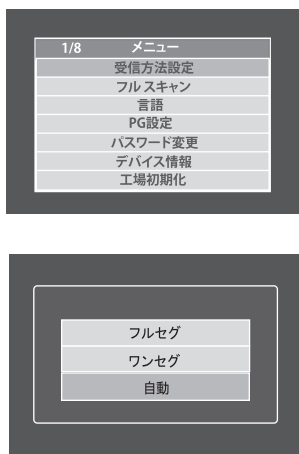 1/8 メニュー
受信方法設定
フル スキャン
言語
PG設定
パスワード変更
デバイス情報
工場初期化
フルセグ
ワンセグ
自動